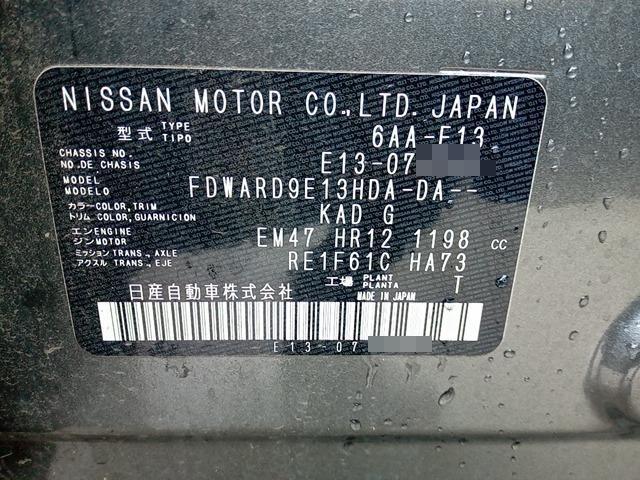 NISSAN MOTOR CO.,LTD. JAPAN
型式 TYPE TIPO 6AA-E13
CHASSIS NO. NO.DE CHASIS E13-07
MODEL MODELO FDWARD9E13HDA-DA--
カラー COLOR, TRIM トリム COLOR, GUARNICION KAD G
エンジン ENGINE MOTOR EM47 HR12 1198 cc
ミッション TRANS., AXLE アクスル TRANS., EJE RE1F61C HA73
日産自動車株式会社 工場 PLANT PLANTA T
MADE IN JAPAN
E13-07